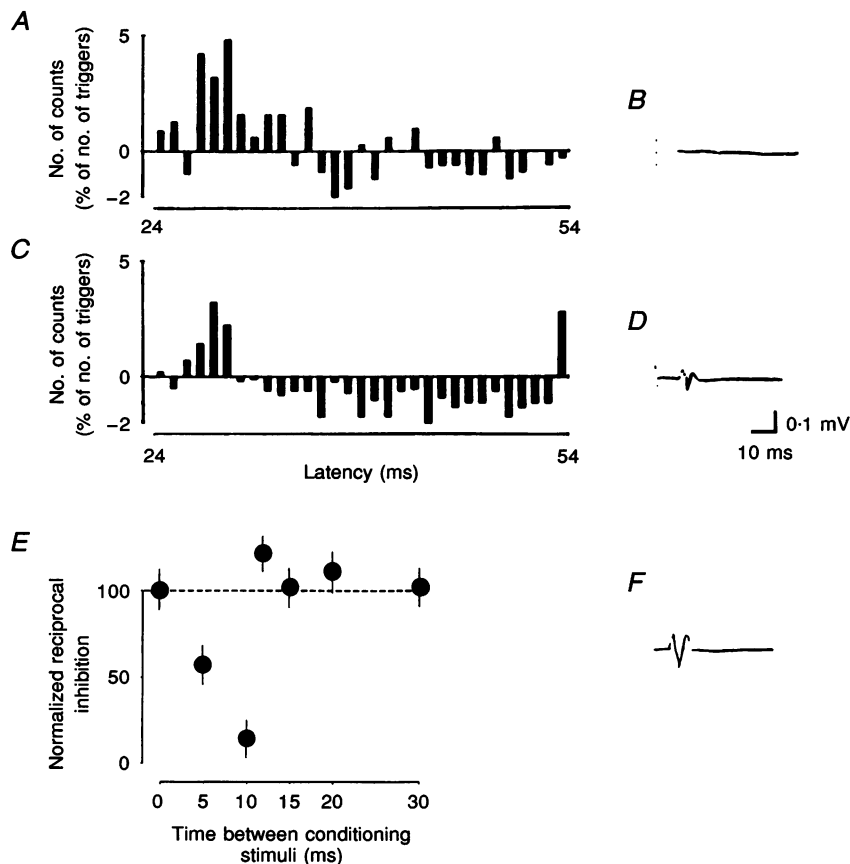 A
5
0
−2
No. of counts
(% of no. of triggers)
24
54
B
C
5
0
−2
No. of counts
(% of no. of triggers)
24
54
Latency (ms)
D
0·1 mV
10 ms
E
100
50
0
Normalized reciprocal
inhibition
0 5 10 15 20 30
Time between conditioning
stimuli (ms)
F